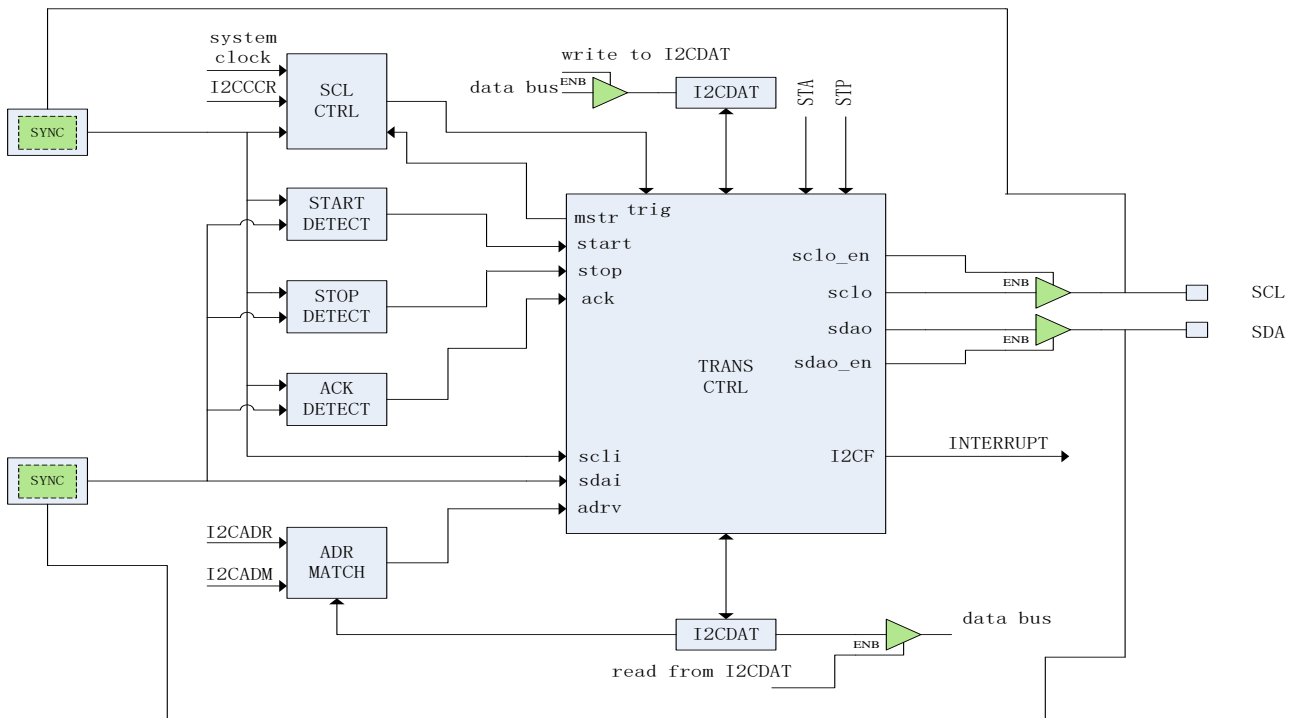 system
clock
I2CCCR
SYNC
SCL
CTRL
write to I2CDAT
data bus
ENB
I2CDAT
STA
STP
START
DETECT
STOP
DETECT
ACK
DETECT
mstr
trig
start
stop
ack
sclo_en
sclo
sdao
sdao_en
TRANS
CTRL
ENB
SCL
SDA
ENB
SYNC
scli
sdai
adrv
I2CF
INTERRUPT
I2CADR
I2CADM
ADR
MATCH
I2CDAT
ENB
data bus
read from I2CDAT